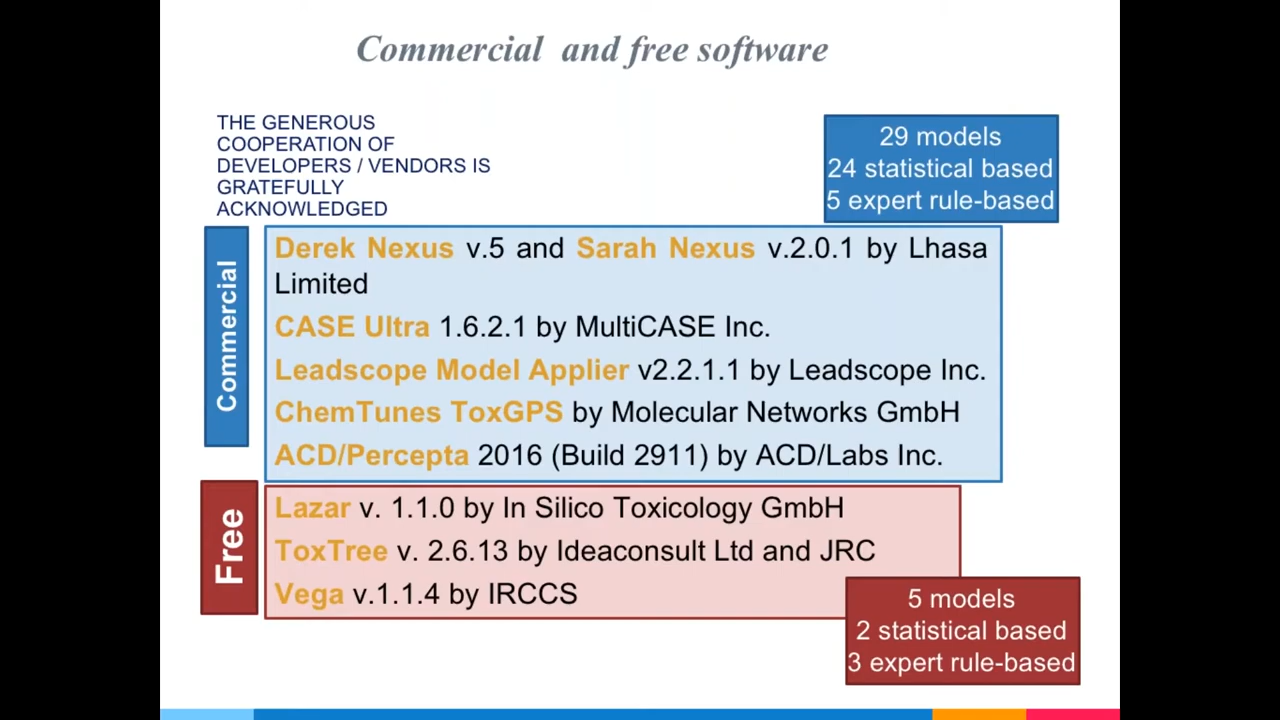 Commercial and free software
THE GENEROUS
COOPERATION OF
DEVELOPERS / VENDORS IS
GRATEFULLY
ACKNOWLEDGED
29 models
24 statistical based
5 expert rule-based
Commercial
Derek Nexus v.5 and Sarah Nexus v.2.0.1 by Lhasa
Limited
CASE Ultra 1.6.2.1 by MultiCASE Inc.
Leadscope Model Applier v2.2.1.1 by Leadscope Inc.
ChemTunes ToxGPS by Molecular Networks GmbH
ACD/Percepta 2016 (Build 2911) by ACD/Labs Inc.
Free
Lazar v. 1.1.0 by In Silico Toxicology GmbH
ToxTree v. 2.6.13 by Ideaconsult Ltd and JRC
Vega v.1.1.4 by IRCCS
5 models
2 statistical based
3 expert rule-based